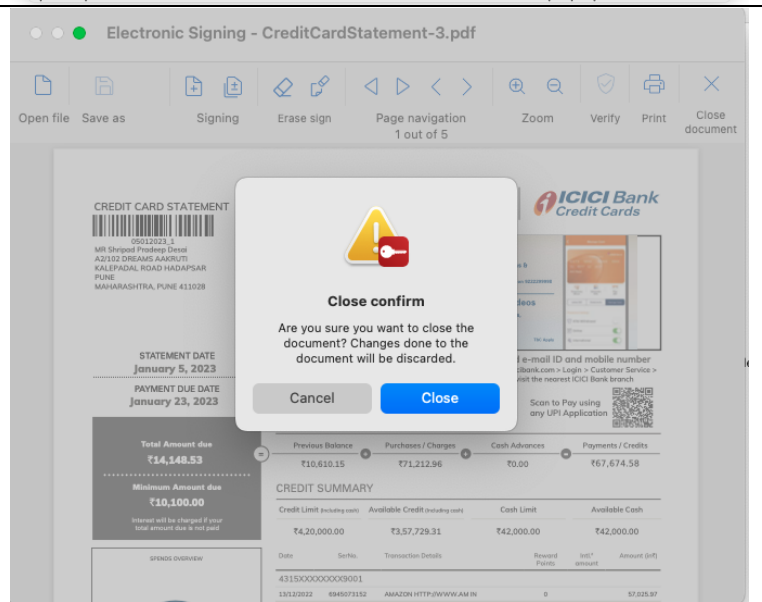 Electronic Signing - CreditCardStatement-3.pdf
Open file Save as Signing Erase sign Page navigation Zoom Verify Print Close document
1 out of 5
CREDIT CARD STATEMENT
ICICI Bank
Credit Cards
05012023_1
MR Shripad Pradeep Desai
A2/102 DREAMS AAKRUTI
KALEPADAL ROAD HADAPSAR
PUNE
MAHARASHTRA, PUNE 411028
Close confirm
Are you sure you want to close the
document? Changes done to the
document will be discarded.
Cancel Close
STATEMENT DATE
January 5, 2023
PAYMENT DUE DATE
January 23, 2023
e-mail ID and mobile number
cibank.com > Login > Customer Service >
visit the nearest ICICI Bank branch
Scan to Pay using
any UPI Application
Total Amount due
₹14,148.53
Minimum Amount due
₹10,100.00
Interest will be charged if your
total amount due is not paid
Previous Balance Purchases / Charges Cash Advances Payments / Credits
₹10,610.15 ₹71,212.96 ₹0.00 ₹67,674.58
CREDIT SUMMARY
Credit Limit (Including cash) Available Credit (Including cash) Cash Limit Available Cash
₹4,20,000.00 ₹3,57,729.31 ₹42,000.00 ₹42,000.00
SPENDS OVERVIEW
Date SerNo. Transaction Details Reward Points Intl.* amount Amount (in₹)
4315XXXXXXXX9001
13/12/2022 6945073152 AMAZON HTTP://WWW.AM IN 0 57,025.97